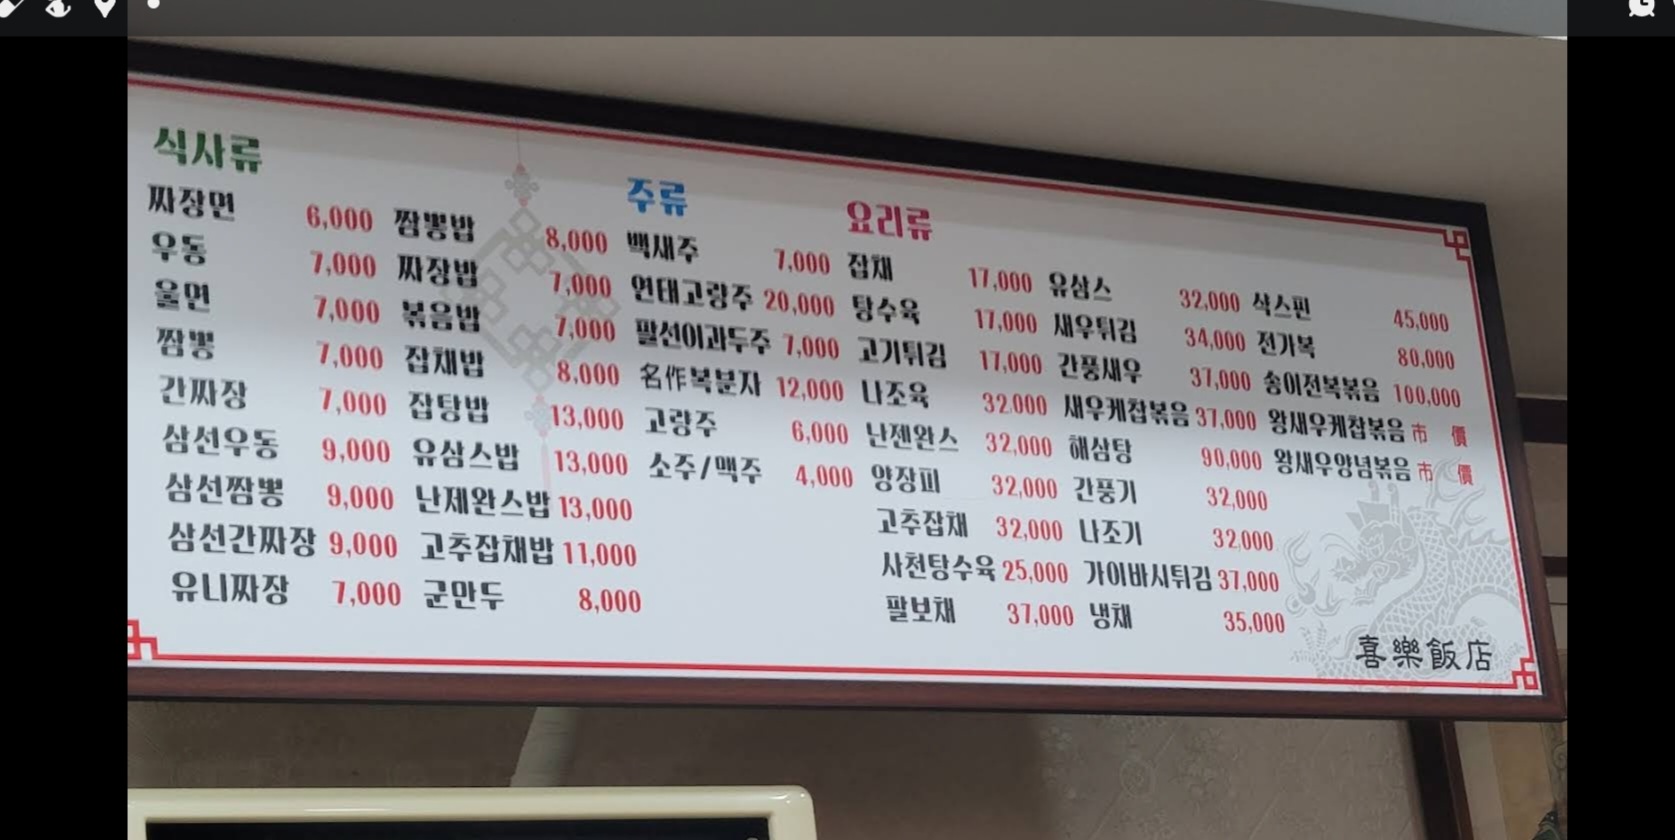 식사류
짜장면 6,000
우동 7,000
울면 7,000
짬뽕 7,000
간짜장 7,000
삼선우동 9,000
삼선짬뽕 9,000
삼선간짜장 9,000
유니짜장 7,000
짬뽕밥 8,000
짜장밥 7,000
볶음밥 7,000
잡채밥 8,000
잡탕밥 13,000
유삼스밥 13,000
난제완스밥 13,000
고추잡채밥 11,000
군만두 8,000
주류
백새주 7,000
연태고량주 20,000
팔선이과두주 7,000
名作복분자 12,000
고량주 6,000
소주/맥주 4,000
요리류
잡채 17,000
탕수육 17,000
고기튀김 17,000
나조육 32.000
난젠완스 32,000
양장피 32,000
고추잡채 32,000
사천탕수육 25,000
팔보채 37,000
유삼스 32,000
새우튀김 34,000
간풍새우 37,000
새우케찹볶음 37,000
해삼탕 90,000
간풍기 32,000
나조기 32,000
가이바시튀김 37,000
냉채 35,000
삭스핀 45,000
전가복 80.000
송이전복볶음 100,000
왕새우케찹볶음 市 價
왕새우양념볶음 市 價
喜樂飯店